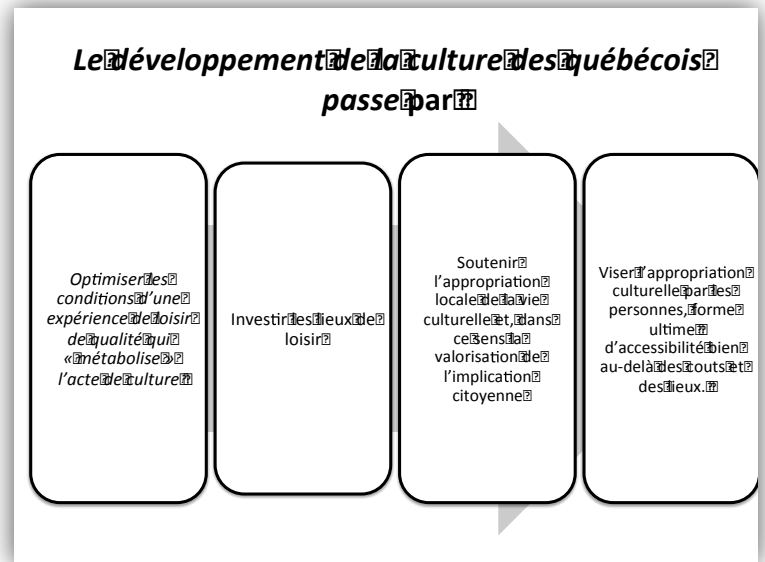 Le développement de la culture des québécois
passe par
Optimiser les
conditions d'une
expérience de loisir
de qualité qui
« métabolise »
l'acte de culture
Investir les lieux de
loisir
Soutenir
l'appropriation
locale de la vie
culturelle et, dans
ce sens la
valorisation de
l'implication
citoyenne
Viser l'appropriation
culturelle par les
personnes, forme
ultime
d'accessibilité bien
au-delà des couts et
des lieux.